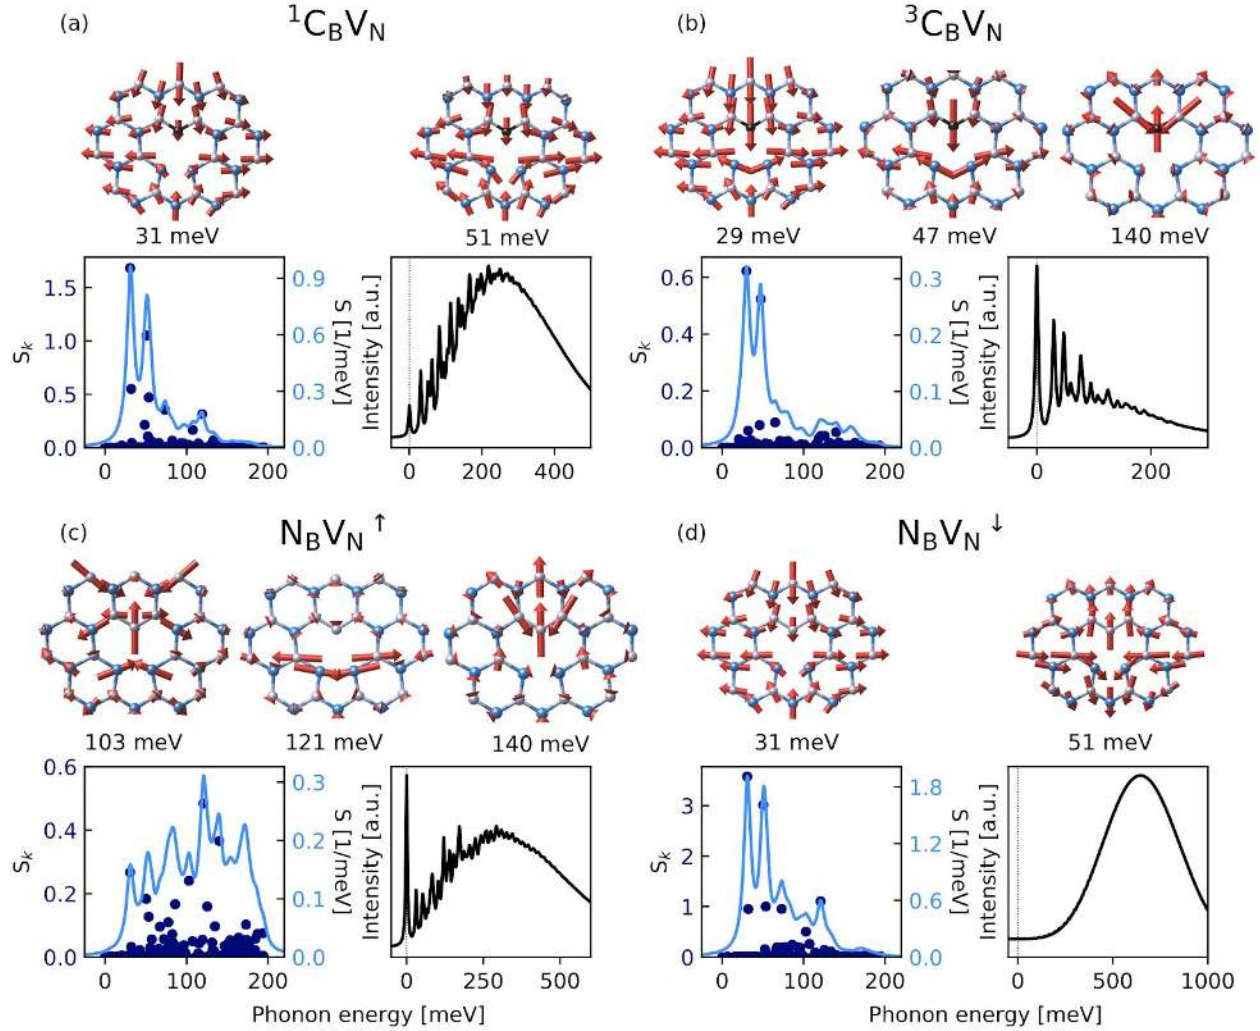 (a) ¹C_BV_N
31 meV 51 meV
S_k
1.5
1.0
0.5
0.0
0 100 200
0.9
0.6
0.3
0.0
S [1/meV]
Intensity [a.u.]
0 200 400
(b) ³C_BV_N
29 meV 47 meV 140 meV
S_k
0.6
0.4
0.2
0.0
0 100 200
0.3
0.2
0.1
0.0
S [1/meV]
Intensity [a.u.]
0 200
(c) N_BV_N ↑
103 meV 121 meV 140 meV
S_k
0.6
0.4
0.2
0.0
0 100 200
0.3
0.2
0.1
0.0
S [1/meV]
Intensity [a.u.]
0 250 500
Phonon energy [meV]
(d) N_BV_N ↓
31 meV 51 meV
S_k
3
2
1
0
0 100 200
1.8
1.2
0.6
0.0
S [1/meV]
Intensity [a.u.]
0 500 1000
Phonon energy [meV]